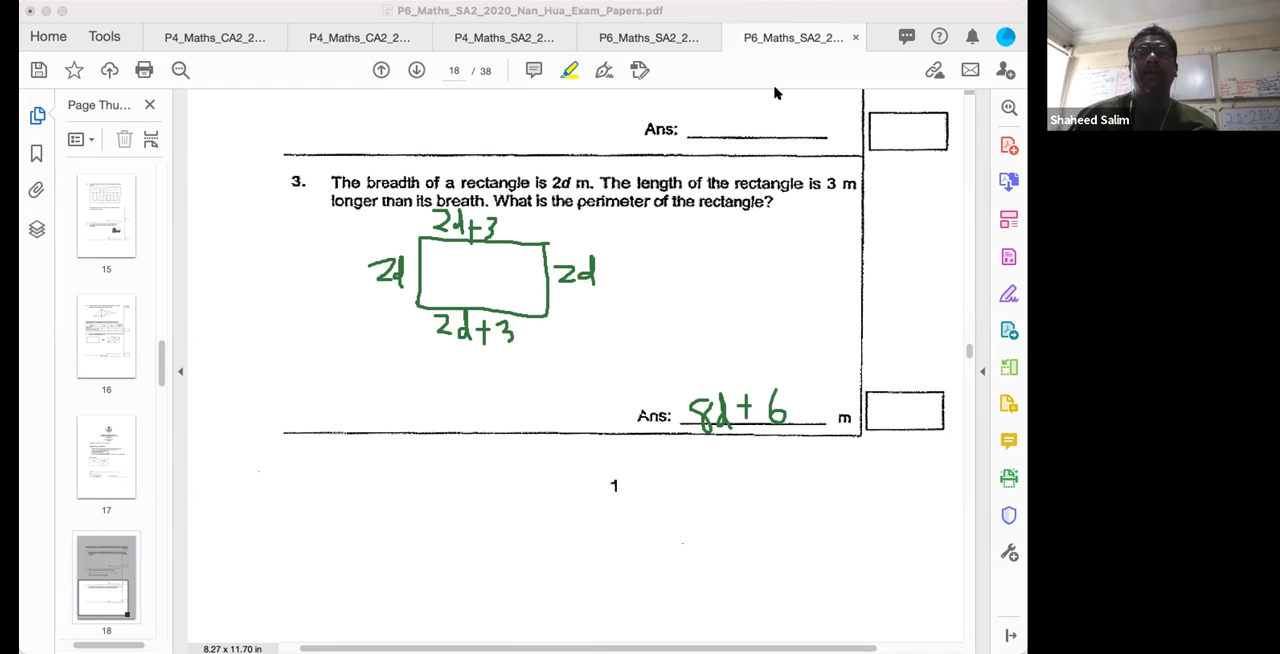 P6_Maths_SA2_2020_Nan_Hua_Exam_Papers.pdf
Home Tools P4_Maths_CA2_2... P4_Maths_CA2_2... P4_Maths_SA2_2... P6_Maths_SA2_2... P6_Maths_SA2_2... ×
18 / 38
Page Thu...
15
16
17
18
Ans:
3. The breadth of a rectangle is 2d m. The length of the rectangle is 3 m
longer than its breath. What is the perimeter of the rectangle?
2d+3
2d 2d
2d+3
Ans: 8d + 6 m
1
8.27 x 11.70 in
Shaheed Salim